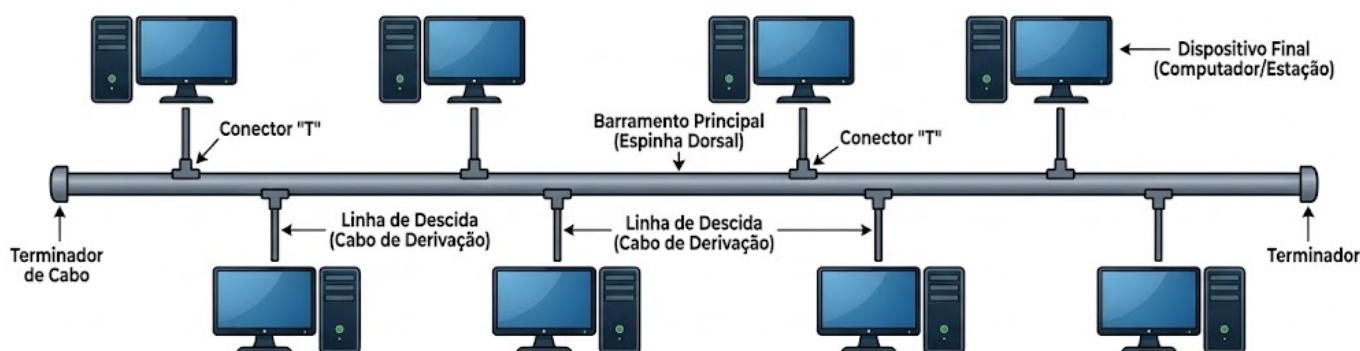 Dispositivo Final
(Computador/Estação)
Conector "T"
Barramento Principal
(Espinha Dorsal)
Conector "T"
Linha de Descida
(Cabo de Derivação)
Linha de Descida
(Cabo de Derivação)
Terminador
de Cabo
Terminador